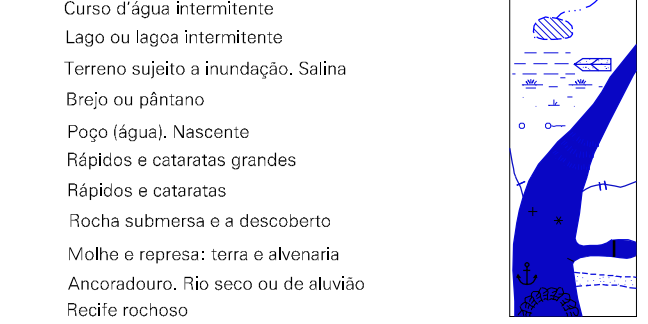 Curso d'água intermitente
Lago ou lagoa intermitente
Terreno sujeito a inundação. Salina
Brejo ou pântano
Poço (água). Nascente
Rápidos e cataratas grandes
Rápidos e cataratas
Rocha submersa e a descoberto
Molhe e represa: terra e alvenaria
Ancoradouro. Rio seco ou de aluvião
Recife rochoso